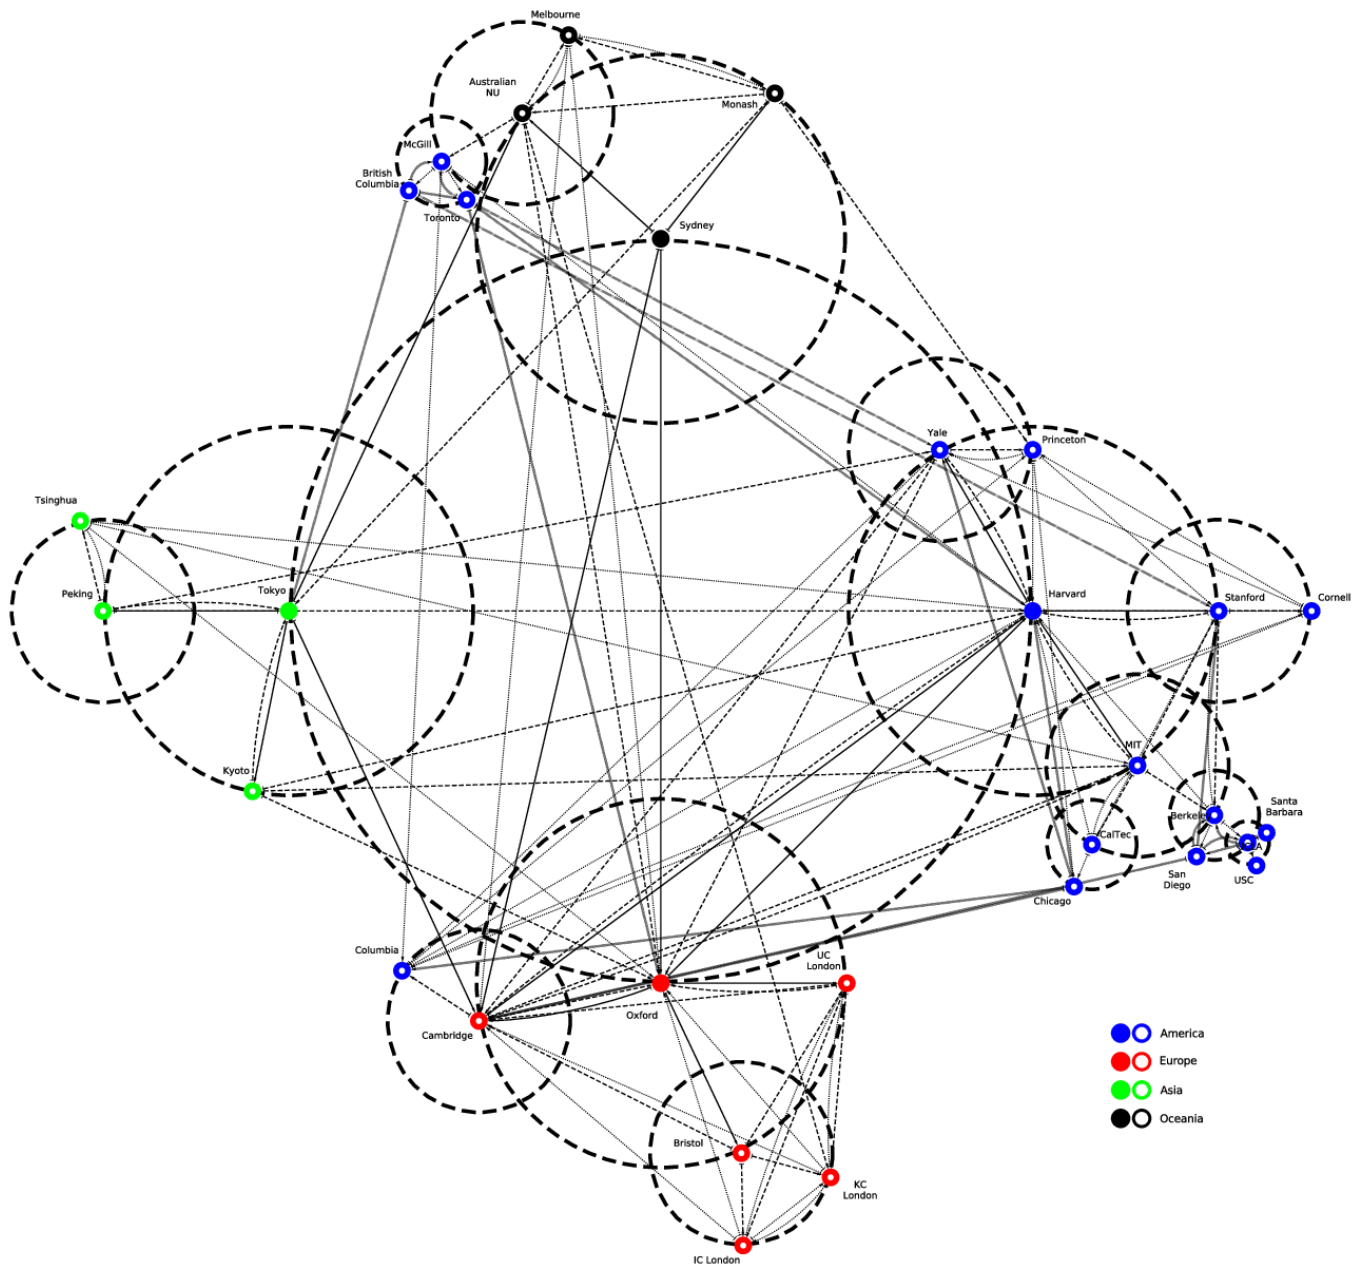 Melbourne
Australian
NU
Monash
McGill
British
Columbia
Toronto
Sydney
Yale
Princeton
Tsinghua
Peking
Tokyo
Harvard
Stanford
Cornell
Kyoto
MIT
Santa
Barbara
CalTec
San
Diego
USC
Chicago
Columbia
UC
London
Oxford
Cambridge
Bristol
KC
London
IC London
America
Europe
Asia
Oceania